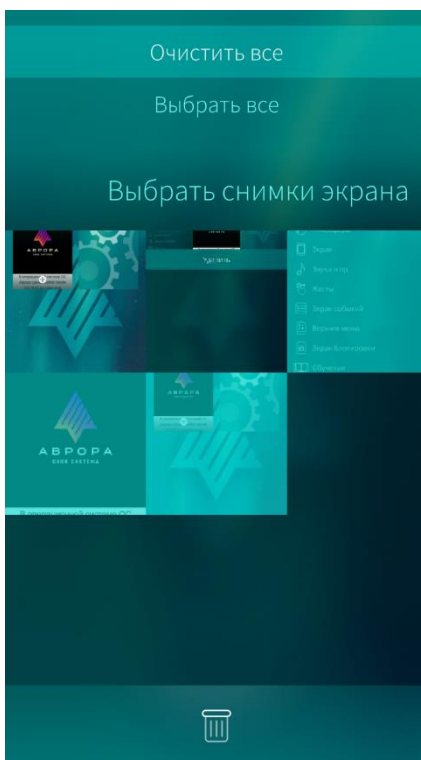 Очистить все
Выбрать все
Выбрать снимки экрана
АВРОРА
Удалить
Экран
Звуки и пр.
Жесты
Экран событий
Верхнее меню
Экран блокировки
Обучение
АВРОРА
АВРОРА